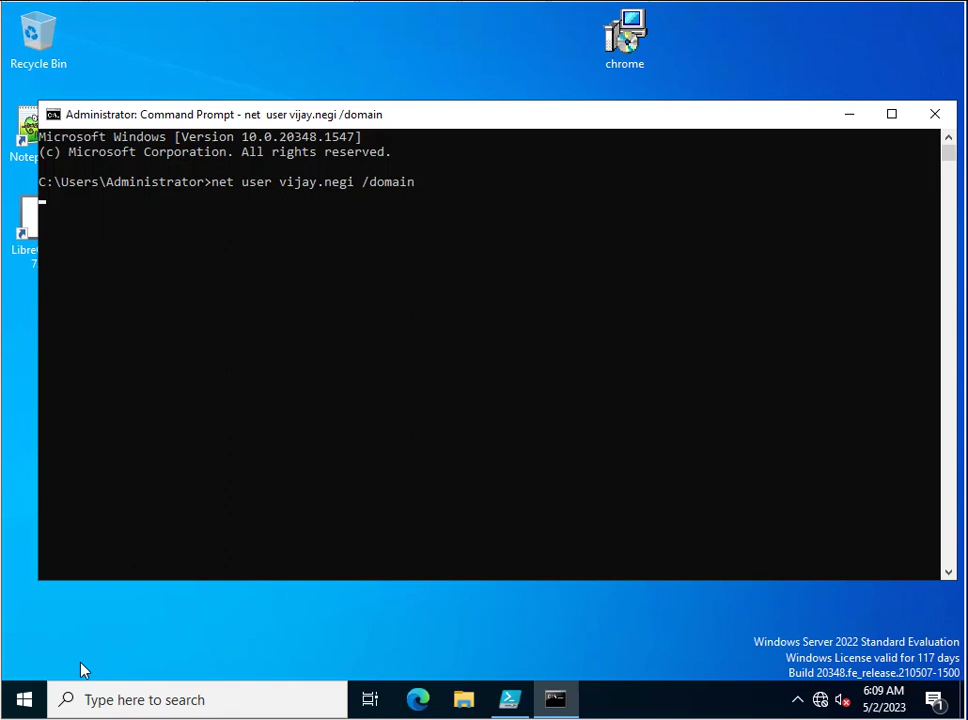 Recycle Bin
chrome
Administrator: Command Prompt - net  user vijay.negi /domain
Microsoft Windows [Version 10.0.20348.1547]
(c) Microsoft Corporation. All rights reserved.
C:\Users\Administrator>net user vijay.negi /domain
Windows Server 2022 Standard Evaluation
Windows License valid for 117 days
Build 20348.fe_release.210507-1500
Type here to search
6:09 AM
5/2/2023
1